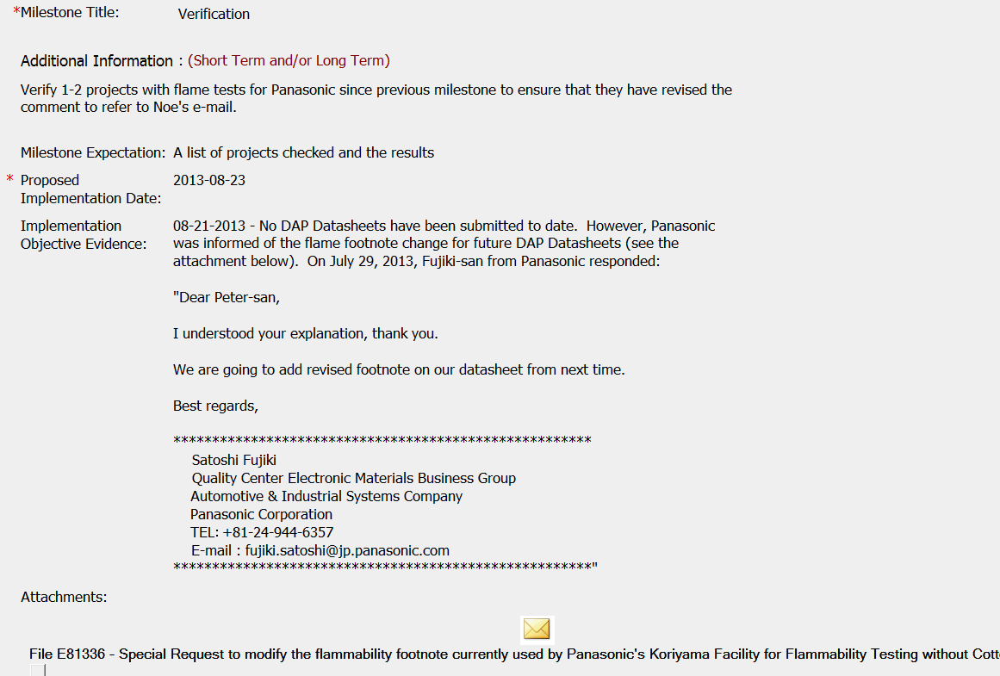 *Milestone Title: Verification
Additional Information : (Short Term and/or Long Term)
Verify 1-2 projects with flame tests for Panasonic since previous milestone to ensure that they have revised the
comment to refer to Noe's e-mail.
Milestone Expectation: A list of projects checked and the results
* Proposed 2013-08-23
Implementation Date:
Implementation 08-21-2013 - No DAP Datasheets have been submitted to date. However, Panasonic
Objective Evidence: was informed of the flame footnote change for future DAP Datasheets (see the
attachment below). On July 29, 2013, Fujiki-san from Panasonic responded:
"Dear Peter-san,
I understood your explanation, thank you.
We are going to add revised footnote on our datasheet from next time.
Best regards,
******************************************************
Satoshi Fujiki
Quality Center Electronic Materials Business Group
Automotive & Industrial Systems Company
Panasonic Corporation
TEL: +81-24-944-6357
E-mail : fujiki.satoshi@jp.panasonic.com
******************************************************"
Attachments:
File E81336 - Special Request to modify the flammability footnote currently used by Panasonic's Koriyama Facility for Flammability Testing without Cott